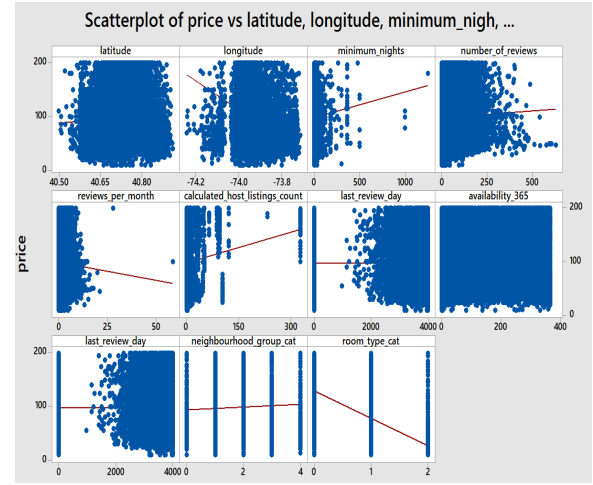 Scatterplot of price vs latitude, longitude, minimum_nigh, ...
latitude longitude minimum_nights number_of_reviews
200
100
0
40.50 40.65 40.80 -74.2 -74.0 -73.8 0 500 1000 0 250 500
reviews_per_month calculated_host_listings_count last_review_day availability_365
200
100
0
0 25 50 0 150 300 0 2000 4000 0 200 400
price
last_review_day neighbourhood_group_cat room_type_cat
200
100
0
0 2000 4000 0 2 4 0 1 2